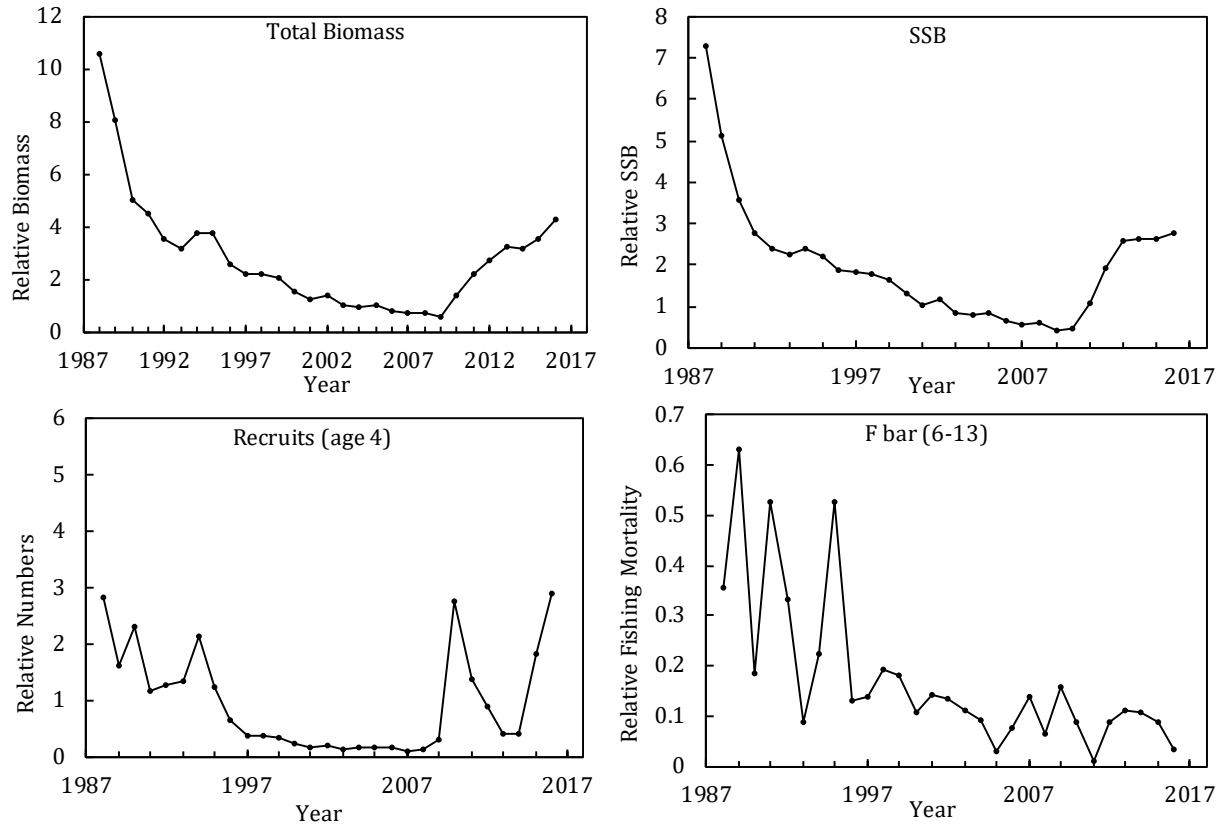 Total Biomass
Relative Biomass
12
10
8
6
4
2
0
1987 1992 1997 2002 2007 2012 2017
Year
SSB
Relative SSB
8
7
6
5
4
3
2
1
0
1987 1997 2007 2017
Year
Recruits (age 4)
Relative Numbers
6
5
4
3
2
1
0
1987 1997 2007 2017
Year
F bar (6-13)
Relative Fishing Mortality
0.7
0.6
0.5
0.4
0.3
0.2
0.1
0
1987 1997 2007 2017
Year